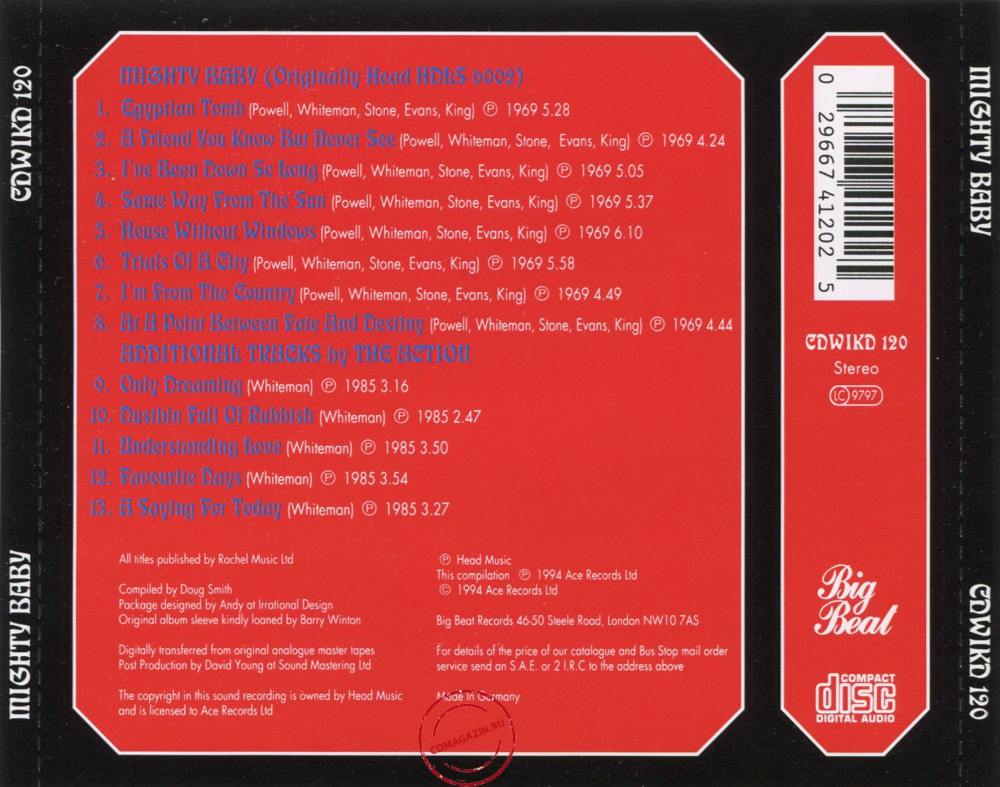 CDWIKD 120
MIGHTY BABY
MIGHTY BABY (Originally Head HDLS 6002)
1. Egyptian Tomb (Powell, Whiteman, Stone, Evans, King) ℗ 1969 5.28
2. A Friend You Know But Never See (Powell, Whiteman, Stone, Evans, King) ℗ 1969 4.24
3. I've Been Down So Long (Powell, Whiteman, Stone, Evans, King) ℗ 1969 5.05
4. Same Way From The Sun (Powell, Whiteman, Stone, Evans, King) ℗ 1969 5.37
5. House Without Windows (Powell, Whiteman, Stone, Evans, King) ℗ 1969 6.10
6. Trials Of A City (Powell, Whiteman, Stone, Evans, King) ℗ 1969 5.58
7. I'm From The Country (Powell, Whiteman, Stone, Evans, King) ℗ 1969 4.49
8. At A Point Between Fate And Destiny (Powell, Whiteman, Stone, Evans, King) ℗ 1969 4.44
ADDITIONAL TRACKS by THE ACTION
9. Only Dreaming (Whiteman) ℗ 1985 3.16
10. Dustbin Full Of Rubbish (Whiteman) ℗ 1985 2.47
11. Understanding Love (Whiteman) ℗ 1985 3.50
12. Favourite Days (Whiteman) ℗ 1985 3.54
13. A Saying For Today (Whiteman) ℗ 1985 3.27
All titles published by Rachel Music Ltd
Compiled by Doug Smith
Package designed by Andy at Irrational Design
Original album sleeve kindly loaned by Barry Winton
Digitally transferred from original analogue master tapes
Post Production by David Young at Sound Mastering Ltd
The copyright in this sound recording is owned by Head Music
and is licensed to Ace Records Ltd
℗ Head Music
This compilation ℗ 1994 Ace Records Ltd
© 1994 Ace Records Ltd
Big Beat Records 46-50 Steele Road, London NW10 7AS
For details of the price of our catalogue and Bus Stop mail order
service send an S.A.E. or 2 I.R.C to the address above
Made in Germany
CDMAGAZIN.RU
0 29667 41202 5
CDWIKD 120
Stereo
LC 9797
Big
Beat
COMPACT
disc
DIGITAL AUDIO
MIGHTY BABY
CDWIKD 120